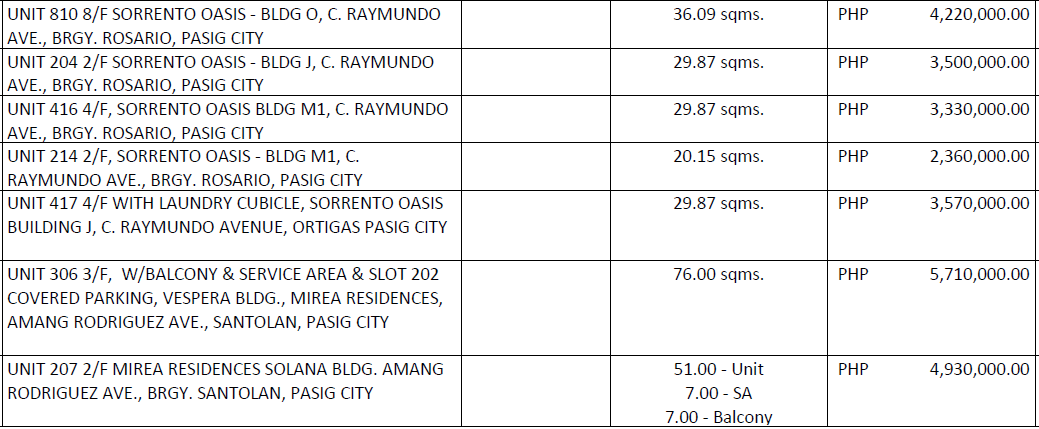 UNIT 810 8/F SORRENTO OASIS - BLDG O, C. RAYMUNDO
AVE., BRGY. ROSARIO, PASIG CITY
36.09 sqms.
PHP 4,220,000.00
UNIT 204 2/F SORRENTO OASIS - BLDG J, C. RAYMUNDO
AVE., BRGY. ROSARIO, PASIG CITY
29.87 sqms.
PHP 3,500,000.00
UNIT 416 4/F, SORRENTO OASIS BLDG M1, C. RAYMUNDO
AVE., BRGY. ROSARIO, PASIG CITY
29.87 sqms.
PHP 3,330,000.00
UNIT 214 2/F, SORRENTO OASIS - BLDG M1, C.
RAYMUNDO AVE., BRGY. ROSARIO, PASIG CITY
20.15 sqms.
PHP 2,360,000.00
UNIT 417 4/F WITH LAUNDRY CUBICLE, SORRENTO OASIS
BUILDING J, C. RAYMUNDO AVENUE, ORTIGAS PASIG CITY
29.87 sqms.
PHP 3,570,000.00
UNIT 306 3/F,  W/BALCONY & SERVICE AREA & SLOT 202
COVERED PARKING, VESPERA BLDG., MIREA RESIDENCES,
AMANG RODRIGUEZ AVE., SANTOLAN, PASIG CITY
76.00 sqms.
PHP 5,710,000.00
UNIT 207 2/F MIREA RESIDENCES SOLANA BLDG. AMANG
RODRIGUEZ AVE., BRGY. SANTOLAN, PASIG CITY
51.00 - Unit
7.00 - SA
7.00 - Balcony
PHP 4,930,000.00